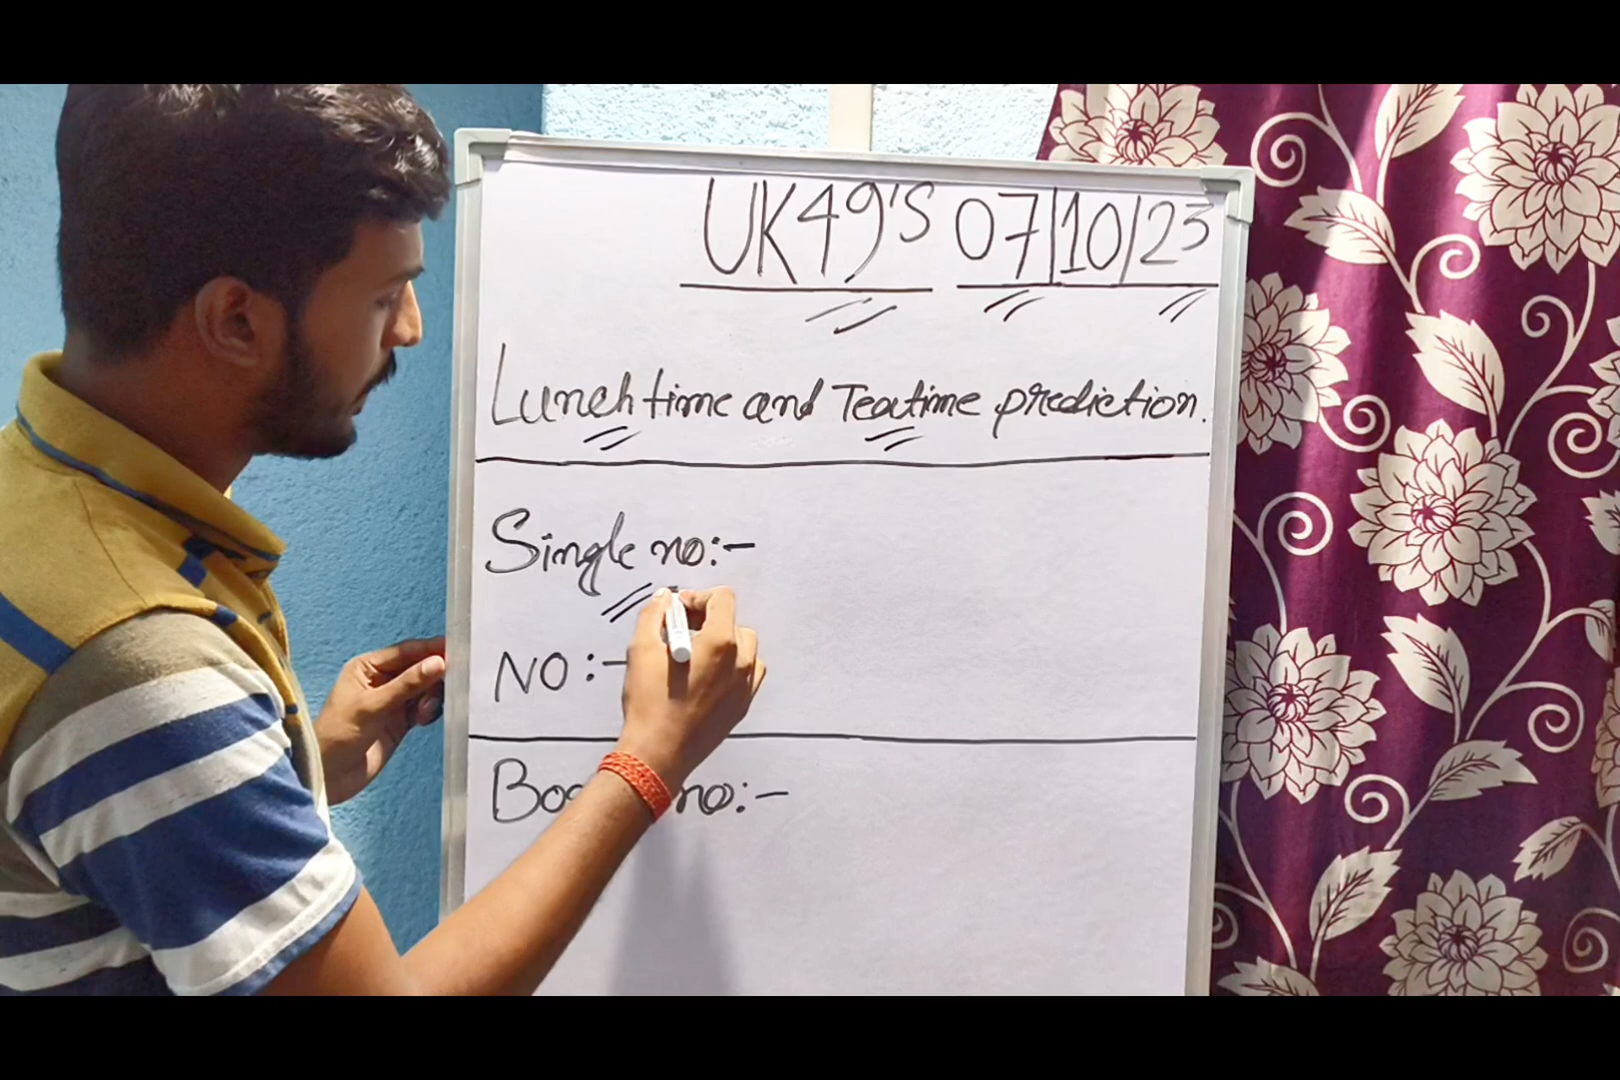 UK49'S 07|10|23
Lunchtime and Teatime prediction.
Single no:-
NO:-
no:-